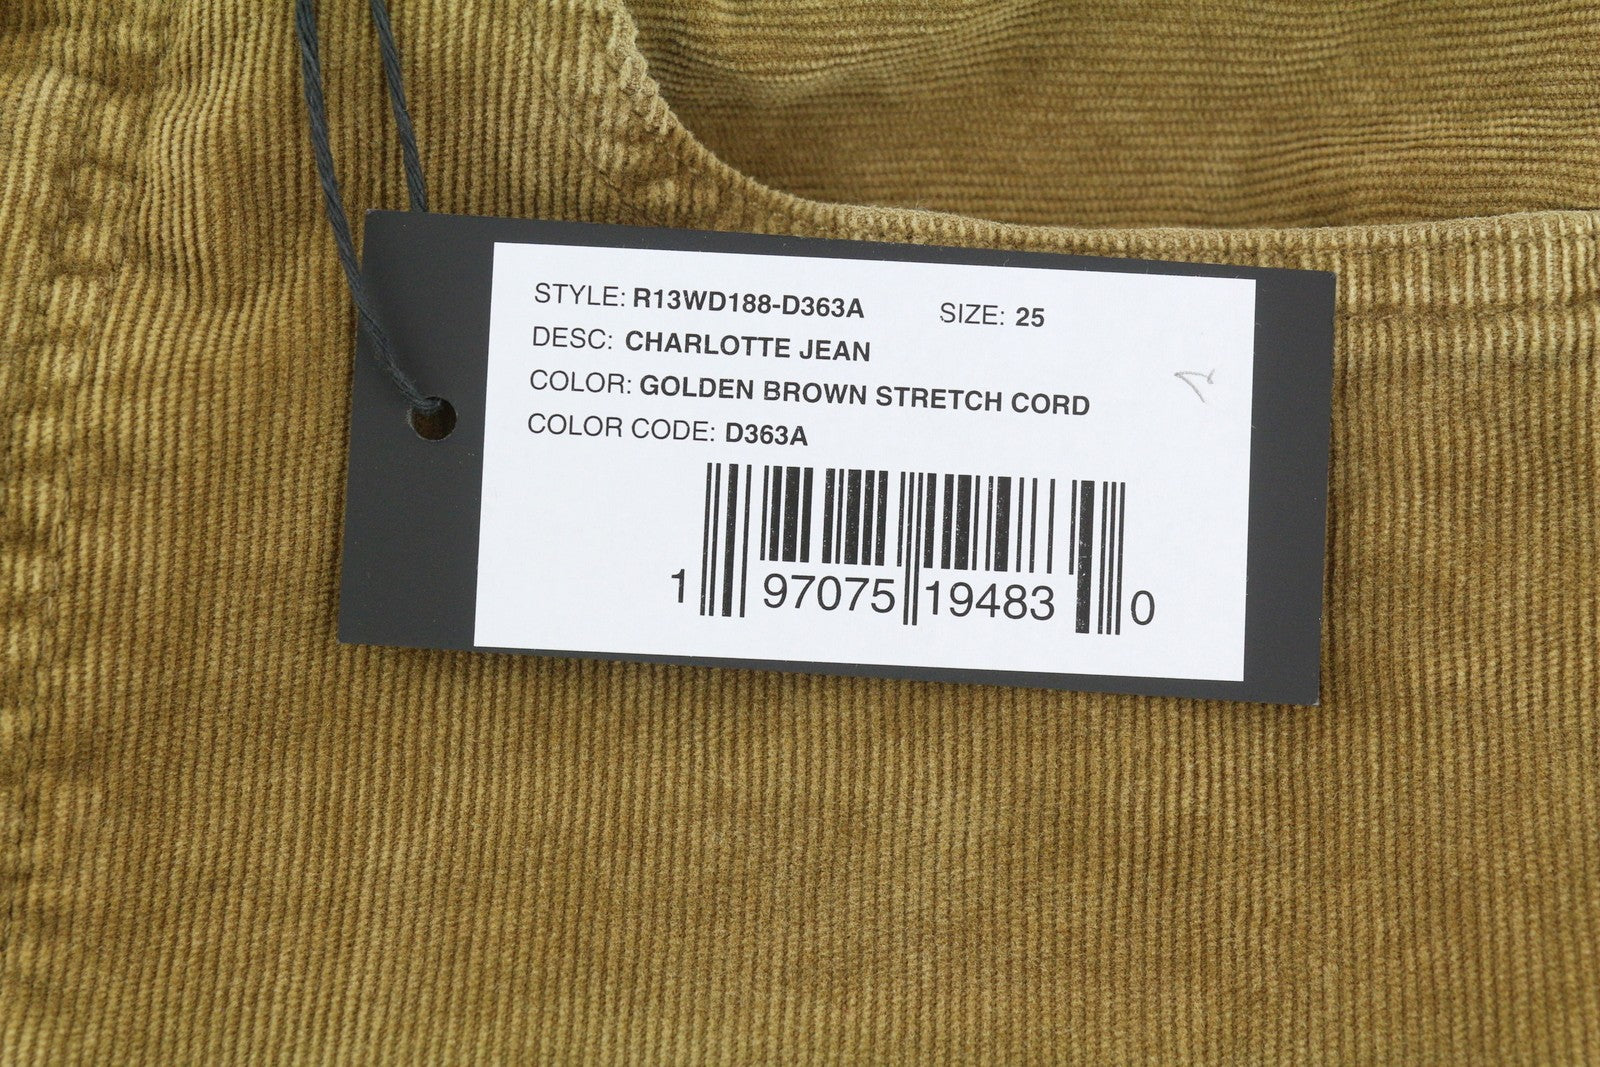 STYLE: R13WD188-D363A SIZE: 25
DESC: CHARLOTTE JEAN
COLOR: GOLDEN BROWN STRETCH CORD
COLOR CODE: D363A
1 97075 19483 0